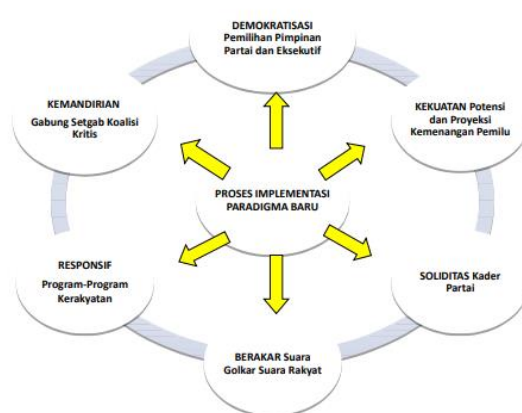 DEMOKRATISASI
Pemilihan Pimpinan
Partai dan Eksekutif
KEMANDIRIAN
Gabung Setgab Koalisi
Kritis
KEKUATAN Potensi
dan Proyeksi
Kemenangan Pemilu
PROSES IMPLEMENTASI
PARADIGMA BARU
RESPONSIF
Program-Program
Kerakyatan
SOLIDITAS Kader
Partai
BERAKAR Suara
Golkar Suara Rakyat